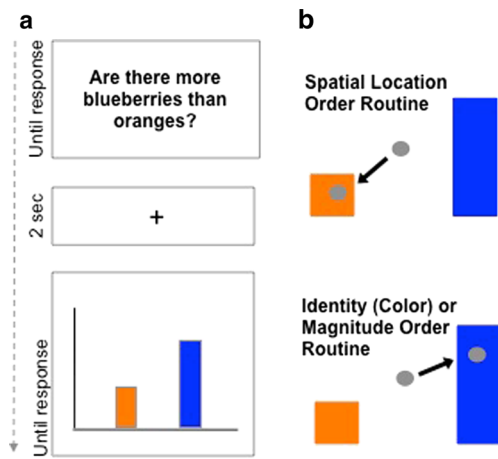 a
Until response
Are there more
blueberries than
oranges?
2 sec
+
Until response
b
Spatial Location
Order Routine
Identity (Color) or
Magnitude Order
Routine